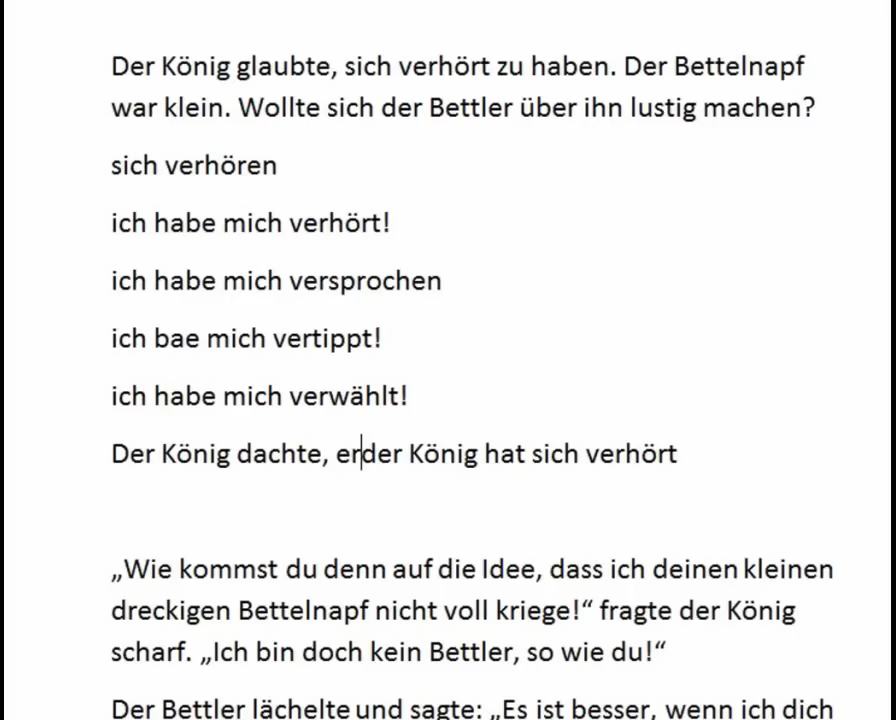 Der König glaubte, sich verhört zu haben. Der Bettelnapf
war klein. Wollte sich der Bettler über ihn lustig machen?
sich verhören
ich habe mich verhört!
ich habe mich versprochen
ich bae mich vertippt!
ich habe mich verwählt!
Der König dachte, erder König hat sich verhört
„Wie kommst du denn auf die Idee, dass ich deinen kleinen
dreckigen Bettelnapf nicht voll kriege!“ fragte der König
scharf. „Ich bin doch kein Bettler, so wie du!“
Der Bettler lächelte und sagte: „Es ist besser, wenn ich dich